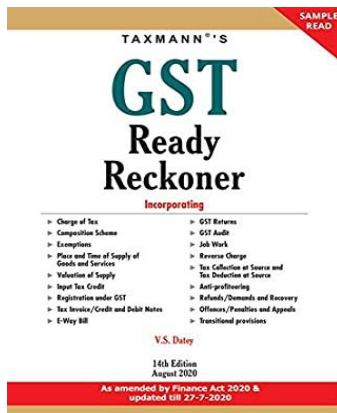 SAMPLE
READ
TAXMANN®'S
GST
Ready
Reckoner
Incorporating
Charge of Tax
Composition Scheme
Exemptions
Place and Time of Supply of
Goods and Services
Valuation of Supply
Input Tax Credit
Registration under GST
Tax Invoice/Credit and Debit Notes
E-Way Bill
GST Returns
GST Audit
Job Work
Reverse Charge
Tax Collection at Source and
Tax Deduction at Source
Anti-profiteering
Refunds/Demands and Recovery
Offences/Penalties and Appeals
Transitional provisions
V.S. Datey
14th Edition
August 2020
As amended by Finance Act 2020 &
updated till 27-7-2020